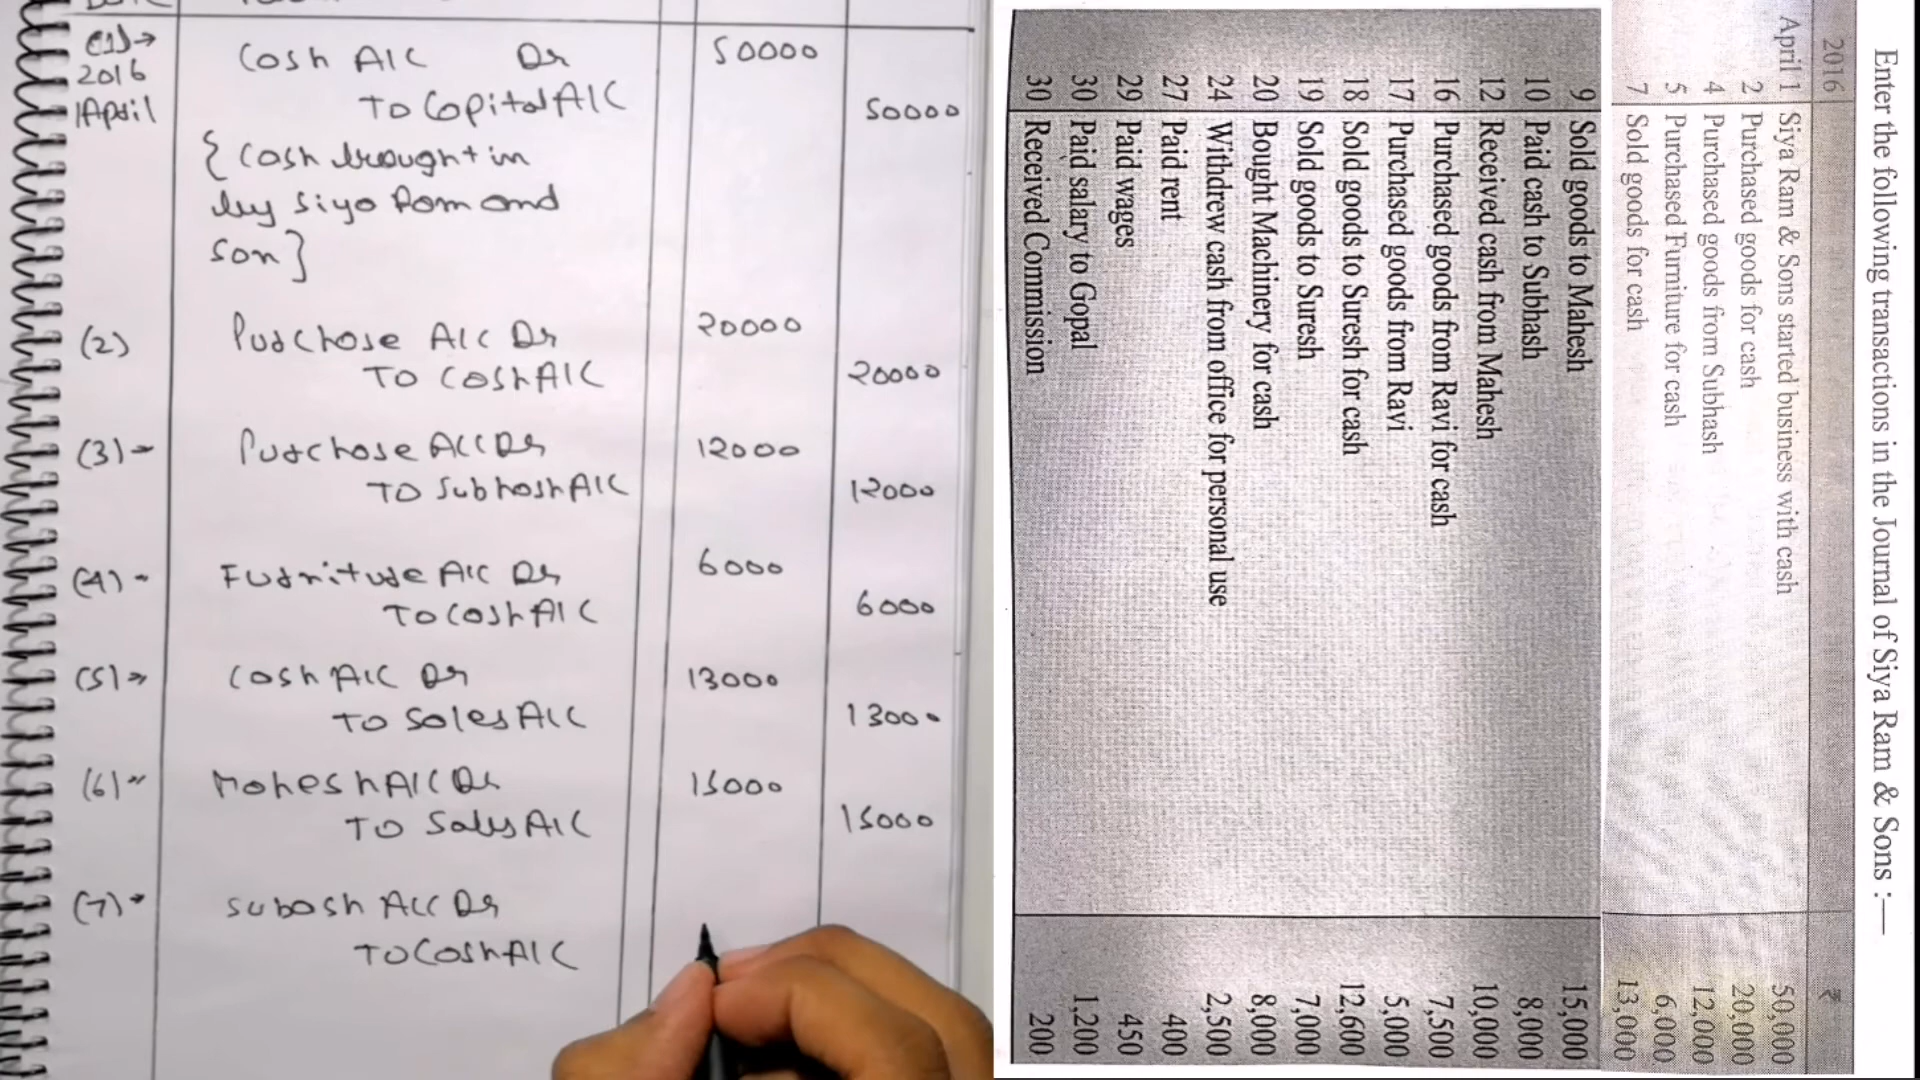 (1)→ Cash A/C Dr 50000
2016
1April To Capital A/C 50000
{ Cash brought in
by Siya Ram and
son }
(2) Purchase A/C Dr 20000
To Cash A/C 20000
(3)→ Purchase A/C Dr 12000
To Subhash A/C 12000
(4)- Furniture A/C Dr 6000
To Cash A/C 6000
(5)→ Cash A/C Dr 13000
To Sales A/C 13000
(6)→ Mahesh A/C Dr 15000
To Sales A/C 15000
(7)→ Subash A/C Dr
To Cash A/C
Enter the following transactions in the Journal of Siya Ram & Sons :—
2016 ₹
April 1 Siya Ram & Sons started business with cash 50,000
2 Purchased goods for cash 20,000
4 Purchased goods from Subhash 12,000
5 Purchased Furniture for cash 6,000
7 Sold goods for cash 13,000
9 Sold goods to Mahesh 15,000
10 Paid cash to Subhash 8,000
12 Received cash from Mahesh 10,000
16 Purchased goods from Ravi for cash 7,500
17 Purchased goods from Ravi 5,000
18 Sold goods to Suresh for cash 12,600
19 Sold goods to Suresh 7,000
20 Bought Machinery for cash 8,000
24 Withdrew cash from office for personal use 2,500
27 Paid rent 400
29 Paid wages 450
30 Paid salary to Gopal 1,200
30 Received Commission 200